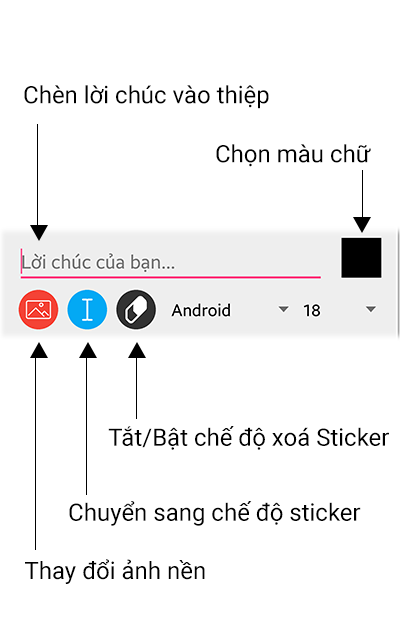 Chèn lời chúc vào thiệp
Chọn màu chữ
Lời chúc của bạn...
Android
18
Tắt/Bật chế độ xoá Sticker
Chuyển sang chế độ sticker
Thay đổi ảnh nền